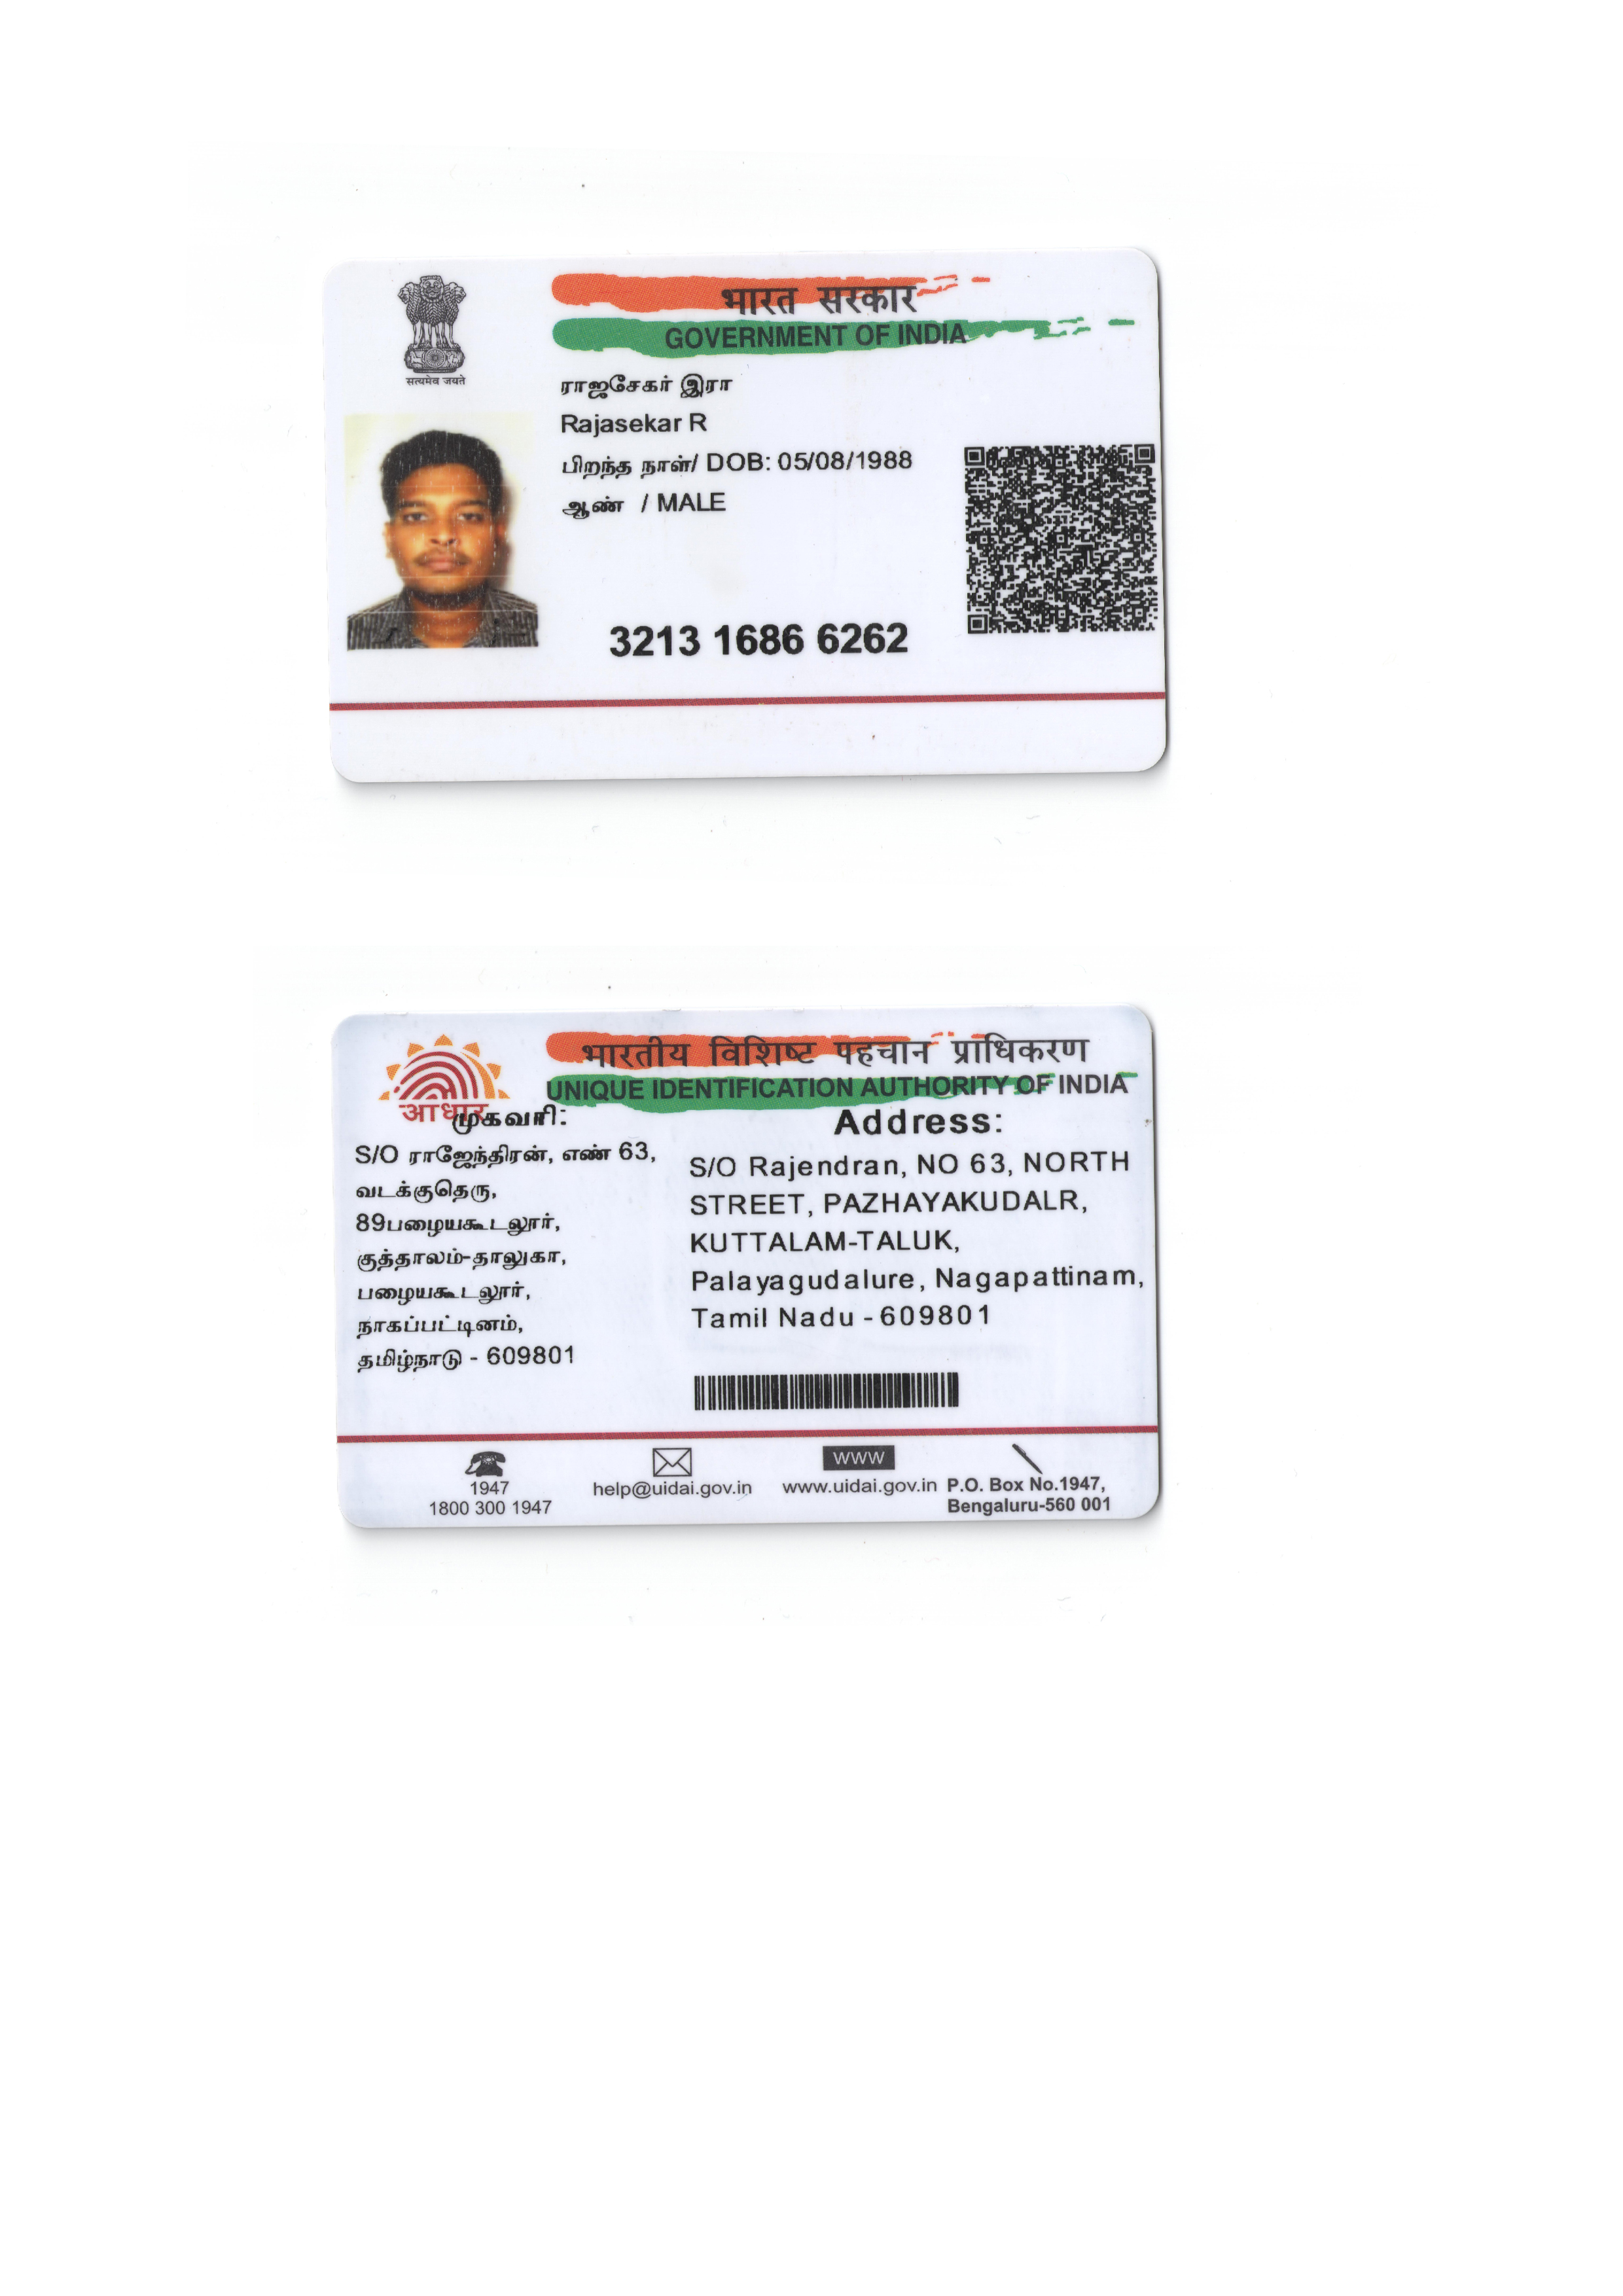 सत्यमेव जयते
भारत सरकार
GOVERNMENT OF INDIA
ராஜசேகர் இரா
Rajasekar R
பிறந்த நாள்/ DOB: 05/08/1988
ஆண் / MALE
3213 1686 6262
भारतीय विशिष्ट पहचान प्राधिकरण
UNIQUE IDENTIFICATION AUTHORITY OF INDIA
आधार
முகவரி:
S/O ராஜேந்திரன், எண் 63,
வடக்குதெரு,
89பழையகூடலூர்,
குத்தாலம்-தாலுகா,
பழையகூடலூர்,
நாகப்பட்டினம்,
தமிழ்நாடு - 609801
Address:
S/O Rajendran, NO 63, NORTH
STREET, PAZHAYAKUDALR,
KUTTALAM-TALUK,
Palayagudalure, Nagapattinam,
Tamil Nadu - 609801
1947
1800 300 1947
help@uidai.gov.in
www
www.uidai.gov.in
P.O. Box No.1947,
Bengaluru-560 001